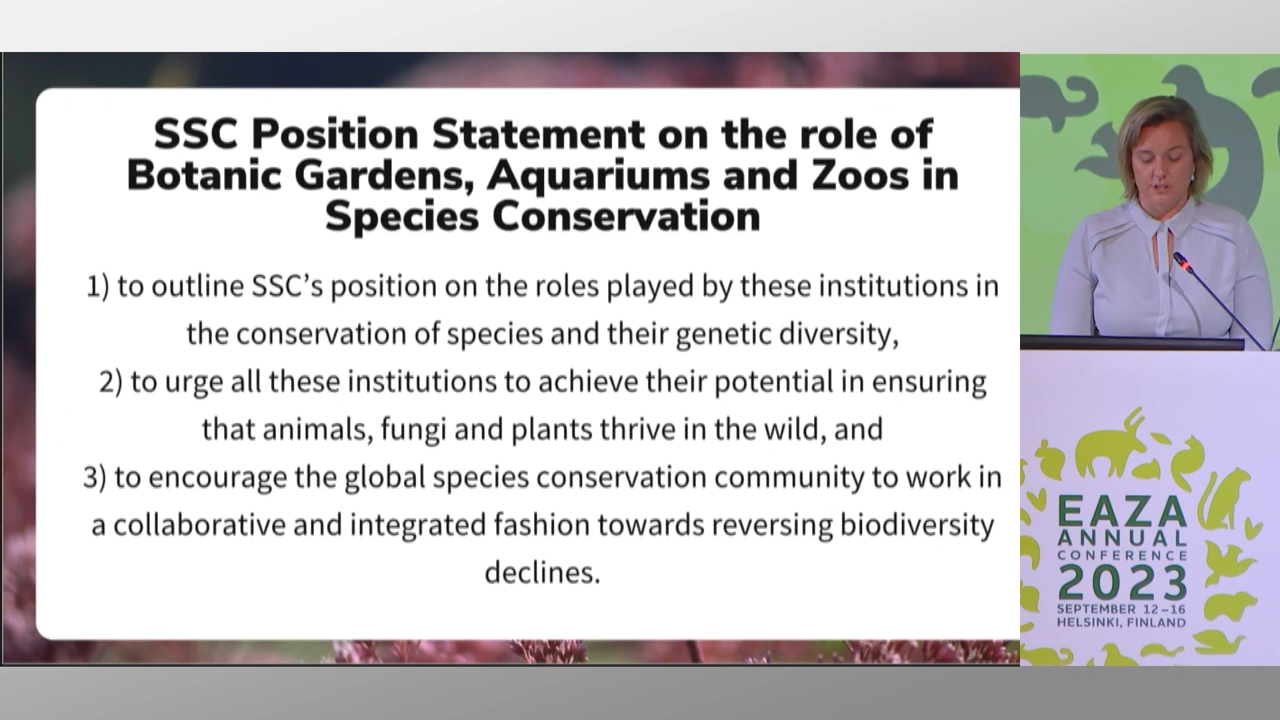 SSC Position Statement on the role of
Botanic Gardens, Aquariums and Zoos in
Species Conservation
1) to outline SSC’s position on the roles played by these institutions in
the conservation of species and their genetic diversity,
2) to urge all these institutions to achieve their potential in ensuring
that animals, fungi and plants thrive in the wild, and
3) to encourage the global species conservation community to work in
a collaborative and integrated fashion towards reversing biodiversity
declines.
EAZA
ANNUAL
CONFERENCE
2023
SEPTEMBER 12–16
HELSINKI, FINLAND